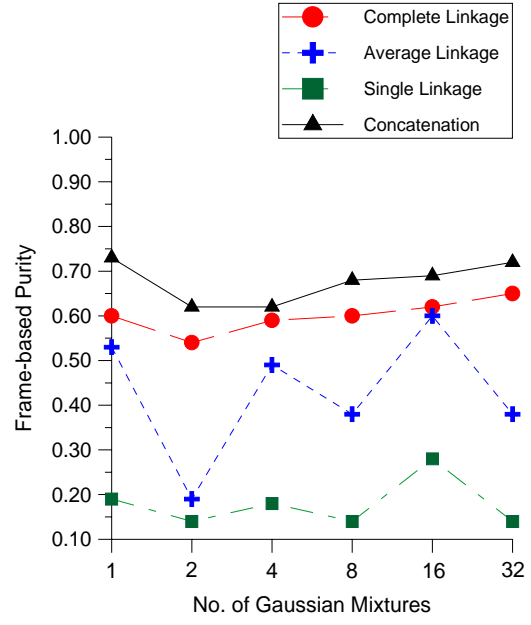 Complete Linkage
Average Linkage
Single Linkage
Concatenation
1.00
0.90
0.80
0.70
0.60
0.50
0.40
0.30
0.20
0.10
Frame-based Purity
1 2 4 8 16 32
No. of Gaussian Mixtures